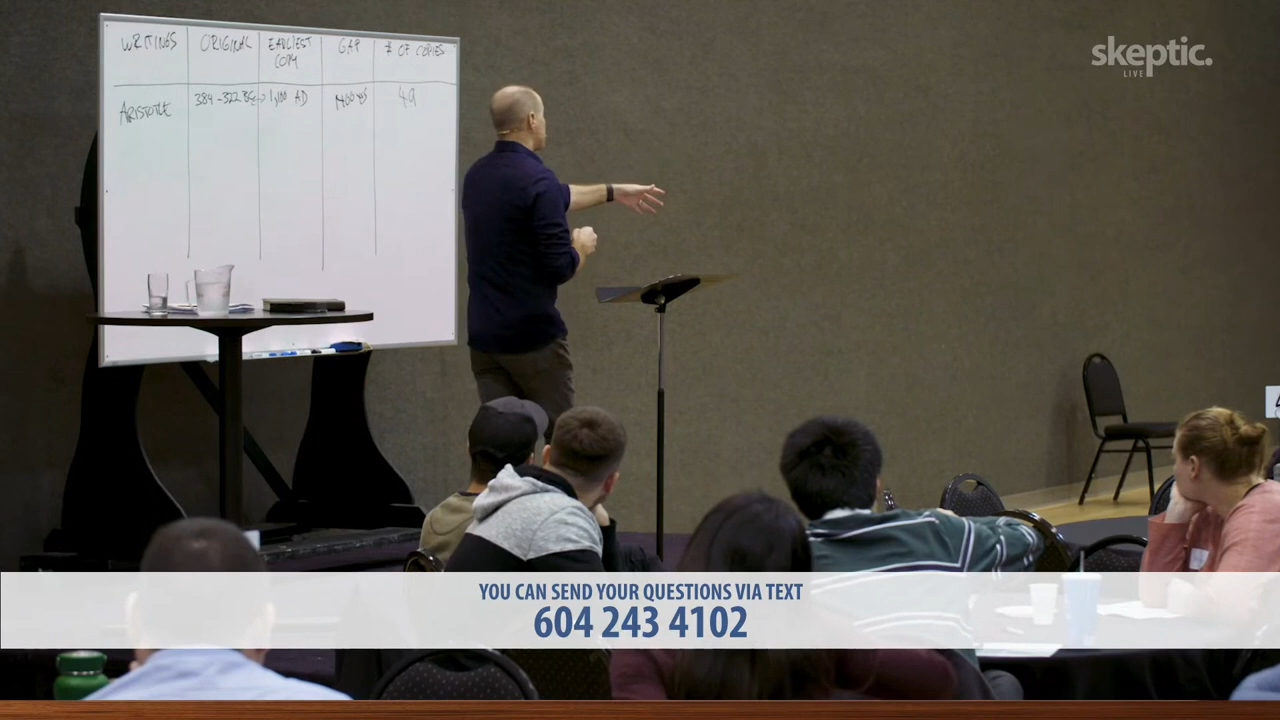 WRITINGS ORIGINAL EARLIEST COPY GAP # OF COPIES
ARISTOTLE 384-322 BC 1,100 AD 1400 YRS 49
skeptic.
LIVE
YOU CAN SEND YOUR QUESTIONS VIA TEXT
604 243 4102